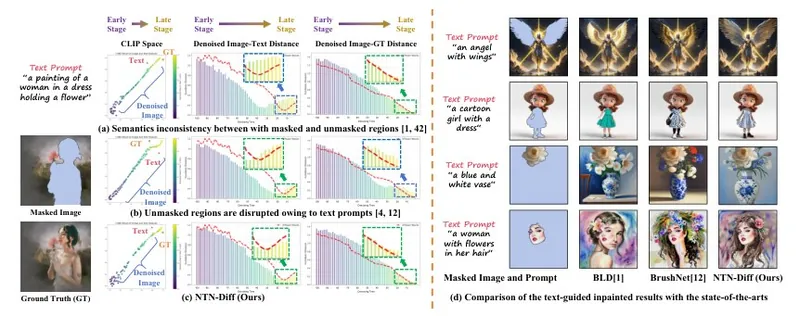 Early Stage
Late Stage
Early Stage
Late Stage
Early Stage
Late Stage
CLIP Space
Denoised Image-Text Distance
Denoised Image-GT Distance
Text Prompt
"a painting of a woman in a dress holding a flower"
GT
Text
Denoised Image
(a) Semantics inconsistency between with masked and unmasked regions [1, 42]
Masked Image
GT
Text
Denoised Image
(b) Unmasked regions are disrupted owing to text prompts [4, 12]
Ground Truth (GT)
Text
GT
Denoised Image
(c) NTN-Diff (Ours)
Text Prompt
"an angel with wings"
Text Prompt
"a cartoon girl with a dress"
Text Prompt
"a blue and white vase"
Text Prompt
"a woman with flowers in her hair"
Masked Image and Prompt
BLD[1]
BrushNet[12]
NTN-Diff (Ours)
(d) Comparison of the text-guided inpainted results with the state-of-the-arts